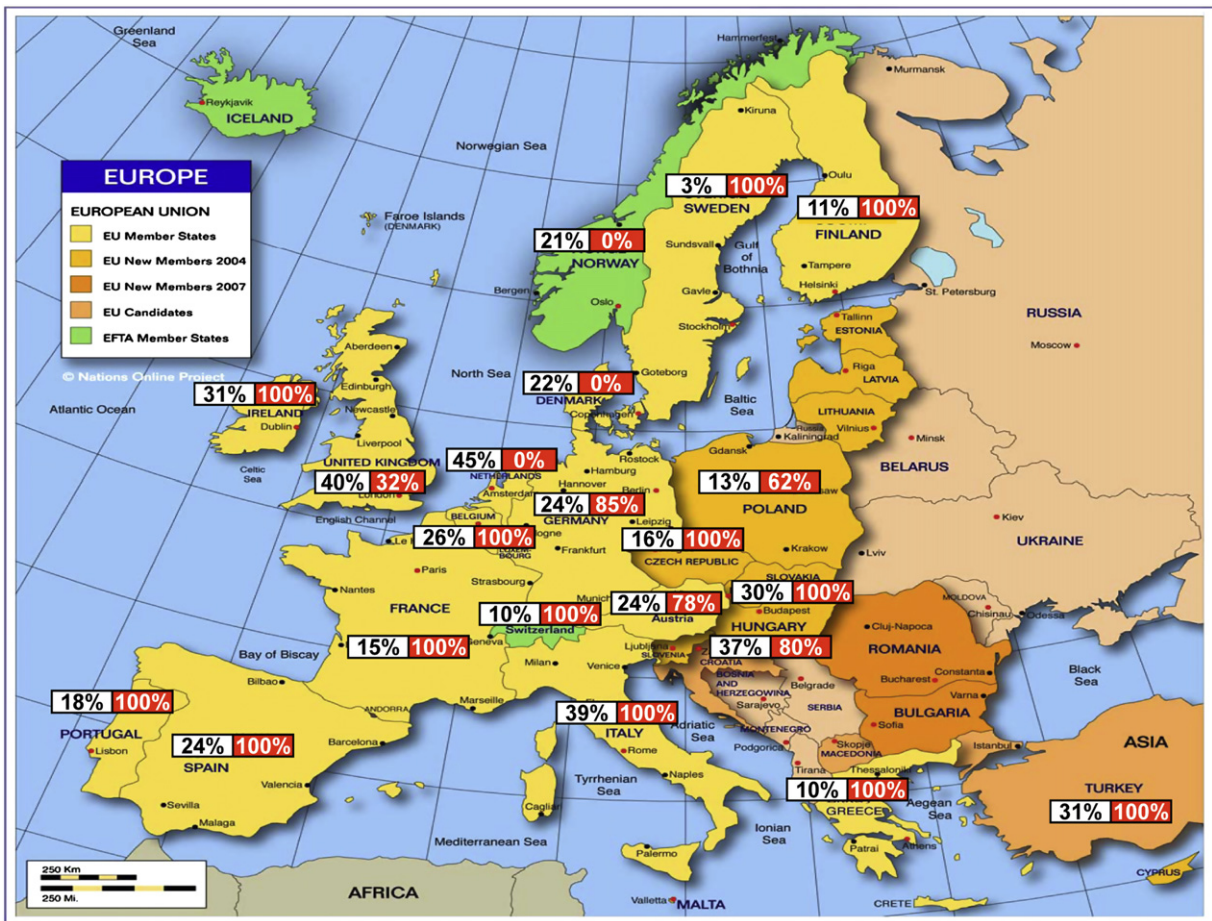 Greenland
Sea
Hammerfest
Murmansk
Reykjavik
ICELAND
Kiruna
Norwegian Sea
EUROPE
EUROPEAN UNION
EU Member States
EU New Members 2004
EU New Members 2007
EU Candidates
EFTA Member States
© Nations Online Project
Faroe Islands
(DENMARK)
3% 100%
SWEDEN
Oulu
11% 100%
FINLAND
21% 0%
NORWAY
Sundsvall
Gulf
of
Bothnia
Tampere
Helsinki
Bergen
Oslo
Gavle
Stockholm
St. Petersburg
Tallinn
ESTONIA
RUSSIA
Moscow
Aberdeen
North Sea
Goteborg
Riga
LATVIA
31% 100%
IRELAND
Dublin
Edinburgh
Newcastle
Atlantic Ocean
22% 0%
DENMARK
Copenhagen
Baltic
Sea
LITHUANIA
Vilnius
Russia
Kaliningrad
Minsk
BELARUS
Liverpool
Celtic
Sea
UNITED KINGDOM
40% 32%
London
English Channel
45% 0%
NETHERLANDS
Amsterdam
Rostock
Hamburg
Hannover
Berlin
Gdansk
13% 62%
POLAND
24% 85%
GERMANY
Leipzig
BELGIUM
26% 100%
Frankfurt
16% 100%
CZECH REPUBLIC
Krakow
Lviv
Kiev
UKRAINE
Paris
Strasbourg
Nantes
FRANCE
SLOVAKIA
30% 100%
Budapest
HUNGARY
24% 78%
Austria
10% 100%
Switzerland
MOLDOVA
Chisinau
Odessa
15% 100%
Geneva
Bay of Biscay
Milan
Venice
Ljubljana
SLOVENIA
37% 80%
CROATIA
Cluj-Napoca
ROMANIA
Bucharest
Constanta
Black
Sea
Bilbao
ANDORRA
Marseille
BOSNIA
AND
HERZEGOWINA
Sarajevo
Belgrade
SERBIA
Varna
BULGARIA
Sofia
18% 100%
PORTUGAL
Lisbon
24% 100%
SPAIN
Barcelona
Valencia
Sevilla
Malaga
39% 100%
ITALY
Rome
Adriatic
Sea
MONTENEGRO
Podgorica
Skopje
MACEDONIA
Tirana
Istanbul
ASIA
Thessaloniki
Naples
Tyrrhenian
Sea
Cagliari
10% 100%
GREECE
Aegean
Sea
TURKEY
31% 100%
Mediterranean Sea
Palermo
Ionian
Sea
Patrai
Athens
CYPRUS
250 Km
250 Mi.
AFRICA
Valletta
MALTA
CRETE